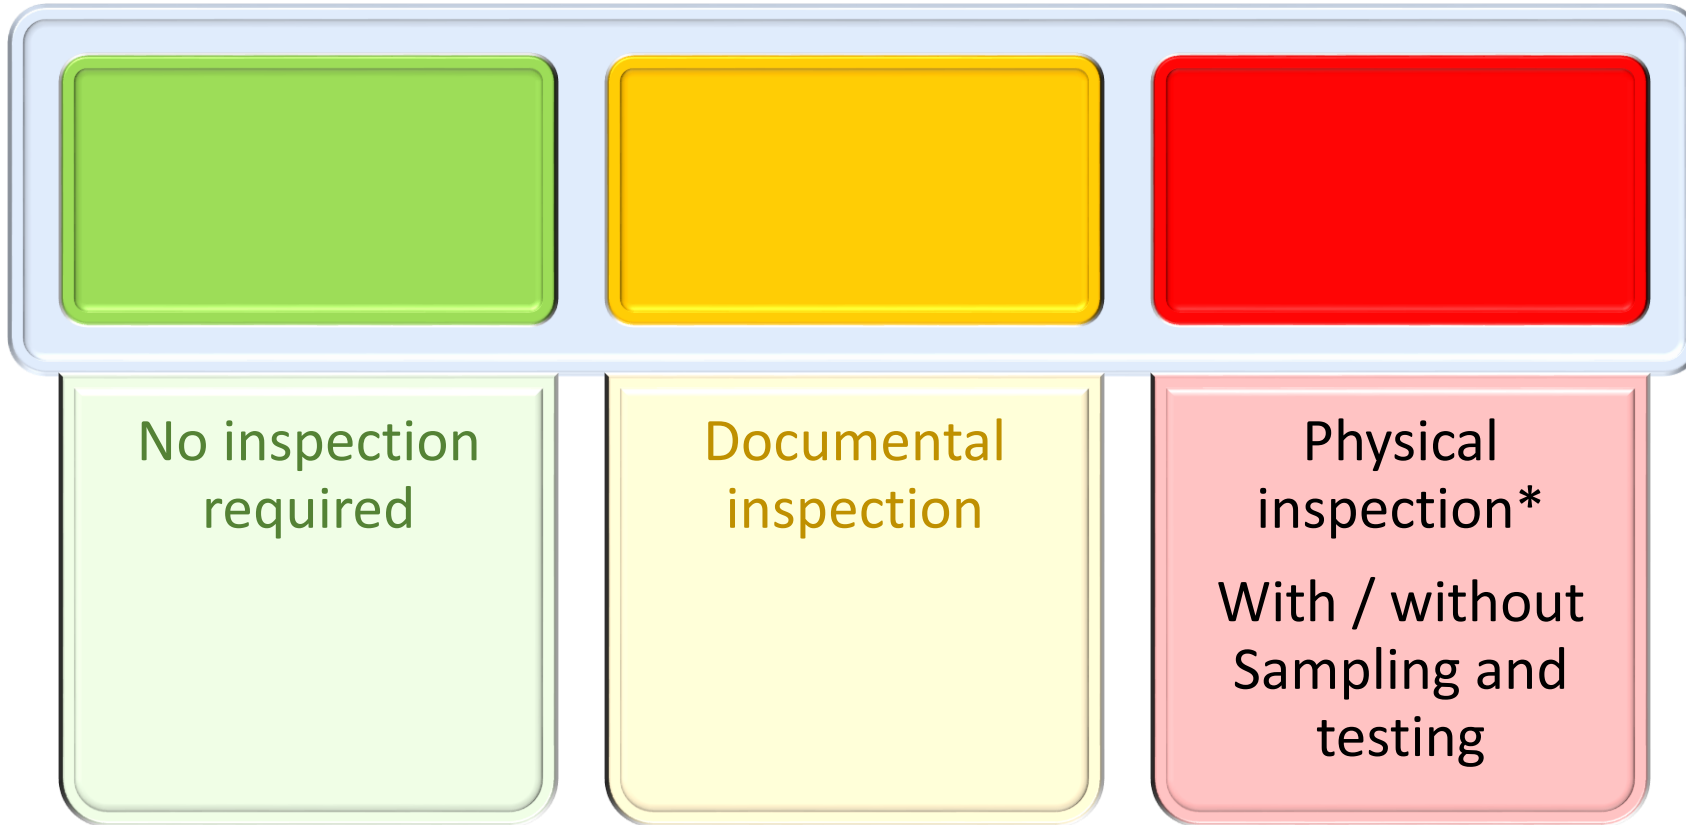 No inspection
required
Documental
inspection
Physical
inspection*
With / without
Sampling and
testing